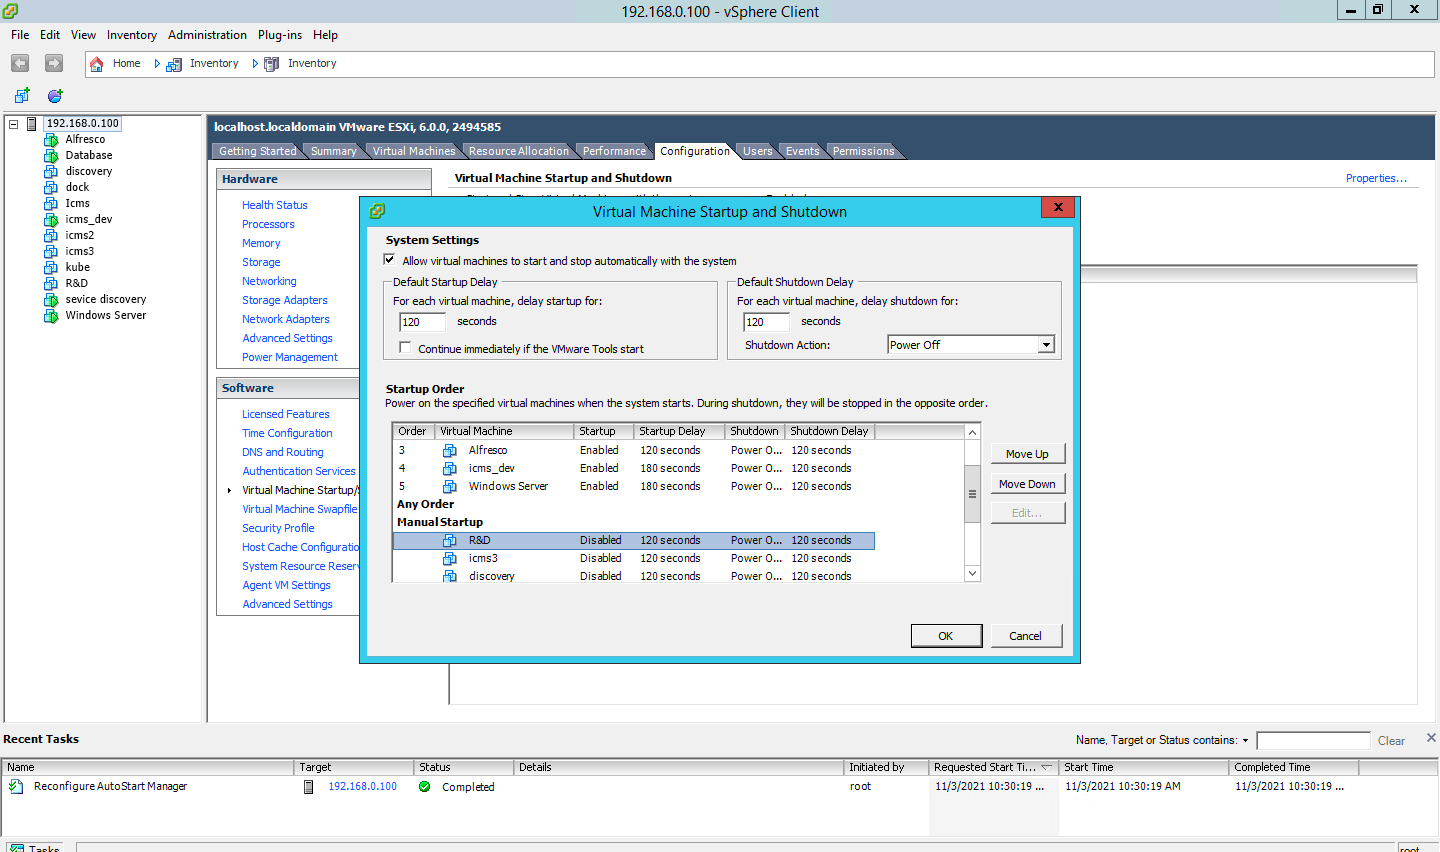 192.168.0.100 - vSphere Client
File Edit View Inventory Administration Plug-ins Help
Home Inventory Inventory
192.168.0.100
Alfresco
Database
discovery
dock
Icms
icms_dev
icms2
icms3
kube
R&D
sevice discovery
Windows Server
localhost.localdomain VMware ESXi, 6.0.0, 2494585
Getting Started Summary Virtual Machines Resource Allocation Performance Configuration Users Events Permissions
Hardware
Health Status
Processors
Memory
Storage
Networking
Storage Adapters
Network Adapters
Advanced Settings
Power Management
Software
Licensed Features
Time Configuration
DNS and Routing
Authentication Services
Virtual Machine Startup/S
Virtual Machine Swapfile
Security Profile
Host Cache Configuratio
System Resource Reser
Agent VM Settings
Advanced Settings
Virtual Machine Startup and Shutdown Properties...
Virtual Machine Startup and Shutdown
System Settings
Allow virtual machines to start and stop automatically with the system
Default Startup Delay
For each virtual machine, delay startup for:
120 seconds
Continue immediately if the VMware Tools start
Default Shutdown Delay
For each virtual machine, delay shutdown for:
120 seconds
Shutdown Action: Power Off
Startup Order
Power on the specified virtual machines when the system starts. During shutdown, they will be stopped in the opposite order.
Order Virtual Machine Startup Startup Delay Shutdown Shutdown Delay
3 Alfresco Enabled 120 seconds Power O... 120 seconds
4 icms_dev Enabled 180 seconds Power O... 120 seconds
5 Windows Server Enabled 180 seconds Power O... 120 seconds
Any Order
Manual Startup
R&D Disabled 120 seconds Power O... 120 seconds
icms3 Disabled 120 seconds Power O... 120 seconds
discovery Disabled 120 seconds Power O... 120 seconds
Move Up
Move Down
Edit...
OK Cancel
Recent Tasks Name, Target or Status contains: Clear
Name Target Status Details Initiated by Requested Start Ti... Start Time Completed Time
Reconfigure AutoStart Manager 192.168.0.100 Completed root 11/3/2021 10:30:19 ... 11/3/2021 10:30:19 AM 11/3/2021 10:30:19 ...
Tasks root